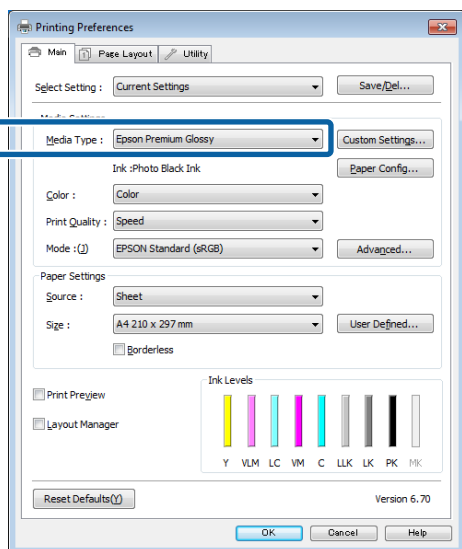 Printing Preferences
Main Page Layout Utility
Select Setting : Current Settings Save/Del...
Media Settings
Media Type : Epson Premium Glossy Custom Settings...
Ink :Photo Black Ink Paper Config...
Color : Color
Print Quality : Speed
Mode :(J) EPSON Standard (sRGB) Advanced...
Paper Settings
Source : Sheet
Size : A4 210 x 297 mm User Defined...
Borderless
Ink Levels
Print Preview
Layout Manager
Y VLM LC VM C LLK LK PK MK
Reset Defaults(Y) Version 6.70
OK Cancel Help